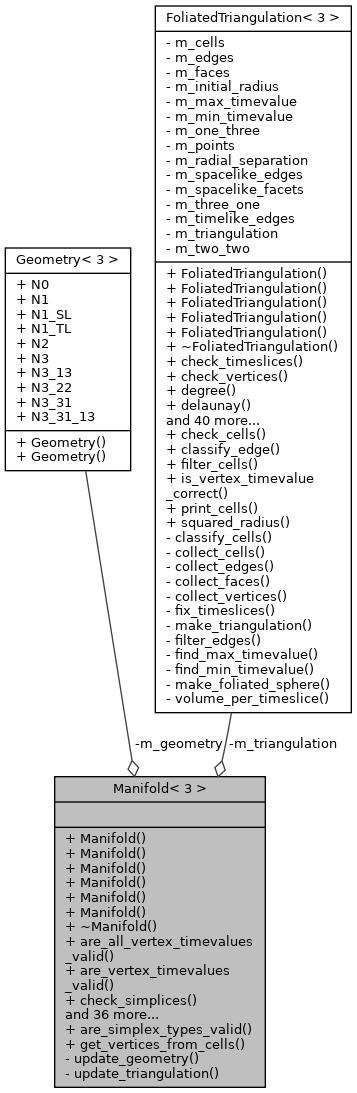 FoliatedTriangulation< 3 >
- m_cells
- m_edges
- m_faces
- m_initial_radius
- m_max_timevalue
- m_min_timevalue
- m_one_three
- m_points
- m_radial_separation
- m_spacelike_edges
- m_spacelike_facets
- m_three_one
- m_timelike_edges
- m_triangulation
- m_two_two
+ FoliatedTriangulation()
+ FoliatedTriangulation()
+ FoliatedTriangulation()
+ FoliatedTriangulation()
+ FoliatedTriangulation()
+ ~FoliatedTriangulation()
+ check_timeslices()
+ check_vertices()
+ degree()
+ delaunay()
and 40 more...
+ check_cells()
+ classify_edge()
+ filter_cells()
+ is_vertex_timevalue
_correct()
+ print_cells()
+ squared_radius()
- classify_cells()
- collect_cells()
- collect_edges()
- collect_faces()
- collect_vertices()
- fix_timeslices()
- make_triangulation()
- filter_edges()
- find_max_timevalue()
- find_min_timevalue()
- make_foliated_sphere()
- volume_per_timeslice()
Geometry< 3 >
+ N0
+ N1
+ N1_SL
+ N1_TL
+ N2
+ N3
+ N3_13
+ N3_22
+ N3_31
+ N3_31_13
+ Geometry()
+ Geometry()
-m_geometry
-m_triangulation
Manifold< 3 >
+ Manifold()
+ Manifold()
+ Manifold()
+ Manifold()
+ Manifold()
+ Manifold()
+ ~Manifold()
+ are_all_vertex_timevalues
_valid()
+ are_vertex_timevalues
_valid()
+ check_simplices()
and 36 more...
+ are_simplex_types_valid()
+ get_vertices_from_cells()
- update_geometry()
- update_triangulation()